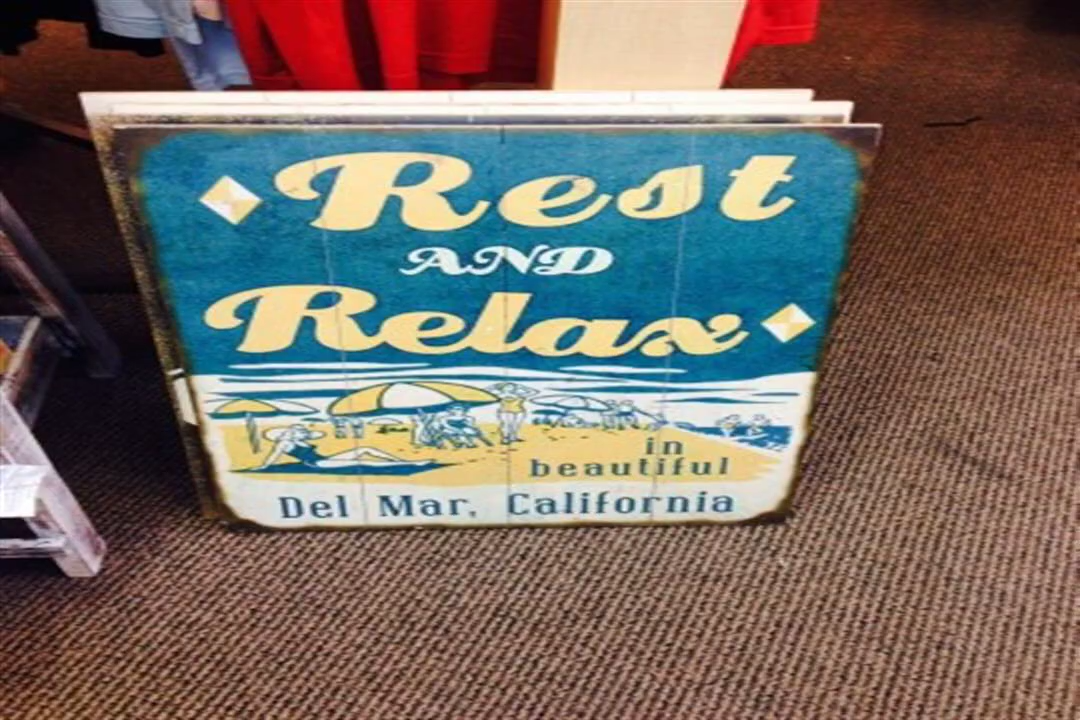 Rest
AND
Relax
in
beautiful
Del Mar, California